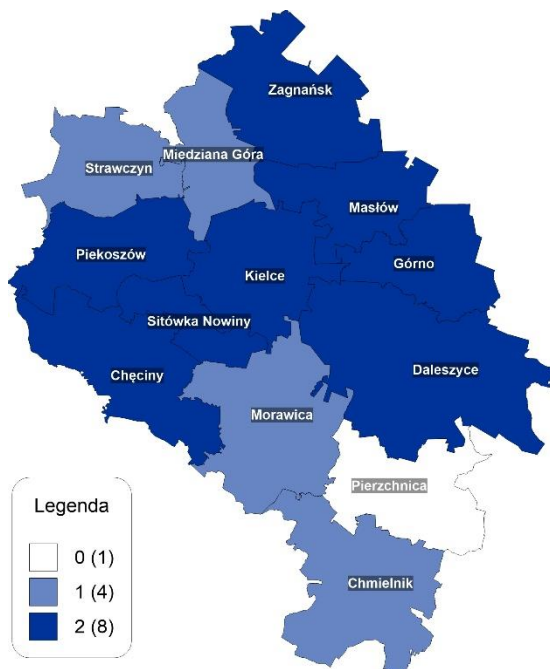 Zagnańsk
Miedziana Góra
Strawczyn
Masłów
Piekoszów
Górno
Kielce
Sitówka Nowiny
Chęciny
Daleszyce
Morawica
Pierzchnica
Chmielnik
Legenda
0 (1)
1 (4)
2 (8)